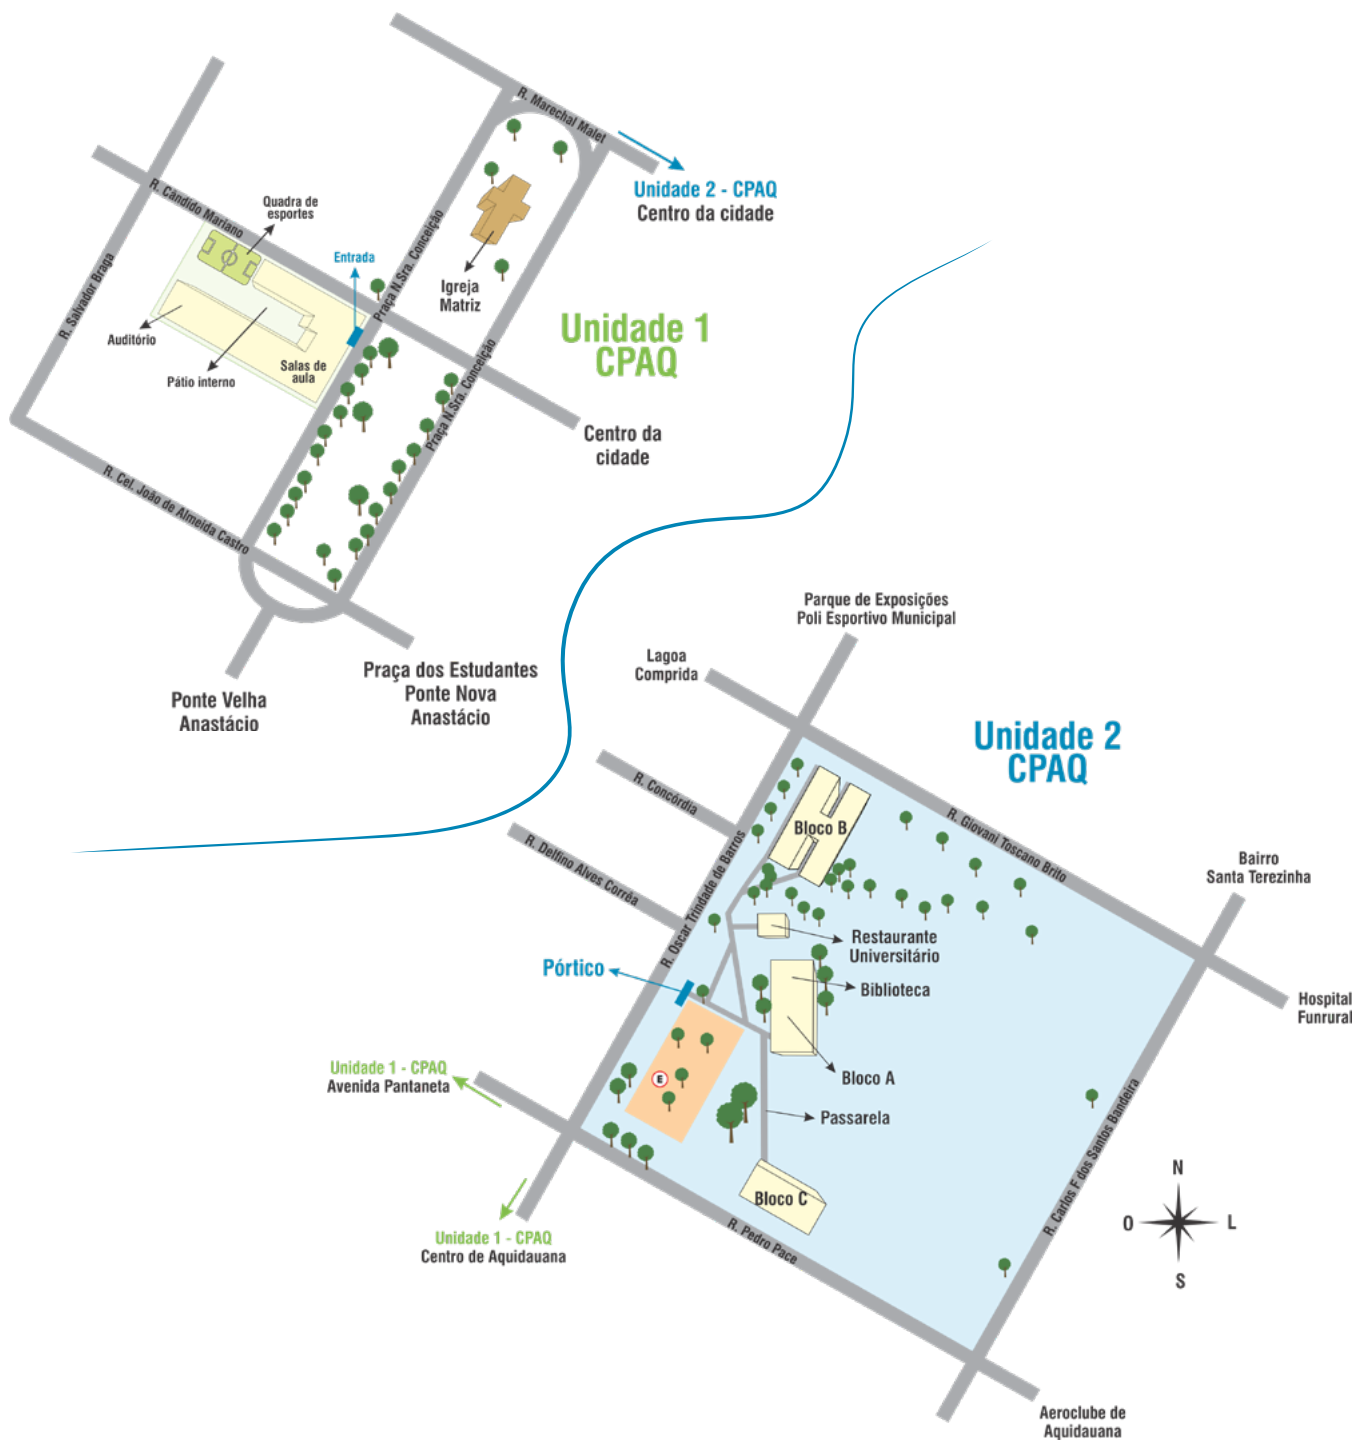 R. Marechal Malet
Unidade 2 - CPAQ
Centro da cidade
R. Cândido Mariano
Quadra de
esportes
Entrada
Praça N.Sra. Conceição
Igreja
Matriz
R. Salvador Braga
Auditório
Pátio interno
Salas de
aula
Unidade 1
CPAQ
Praça N.Sra. Conceição
Centro da
cidade
R. Cel. João de Almeida Castro
Ponte Velha
Anastácio
Praça dos Estudantes
Ponte Nova
Anastácio
Parque de Exposições
Poli Esportivo Municipal
Lagoa
Comprida
Unidade 2
CPAQ
R. Concórdia
R. Delfino Alves Corrêa
R. Oscar Trindade de Barros
Bloco B
R. Giovani Toscano Brito
Bairro
Santa Terezinha
Restaurante
Universitário
Pórtico
Biblioteca
Hospital
Funrural
Bloco A
Unidade 1 - CPAQ
Avenida Pantaneta
E
Passarela
R. Carlos F dos Santos Bandeira
Bloco C
Unidade 1 - CPAQ
Centro de Aquidauana
R. Pedro Pace
N
O
L
S
Aeroclube de
Aquidauana